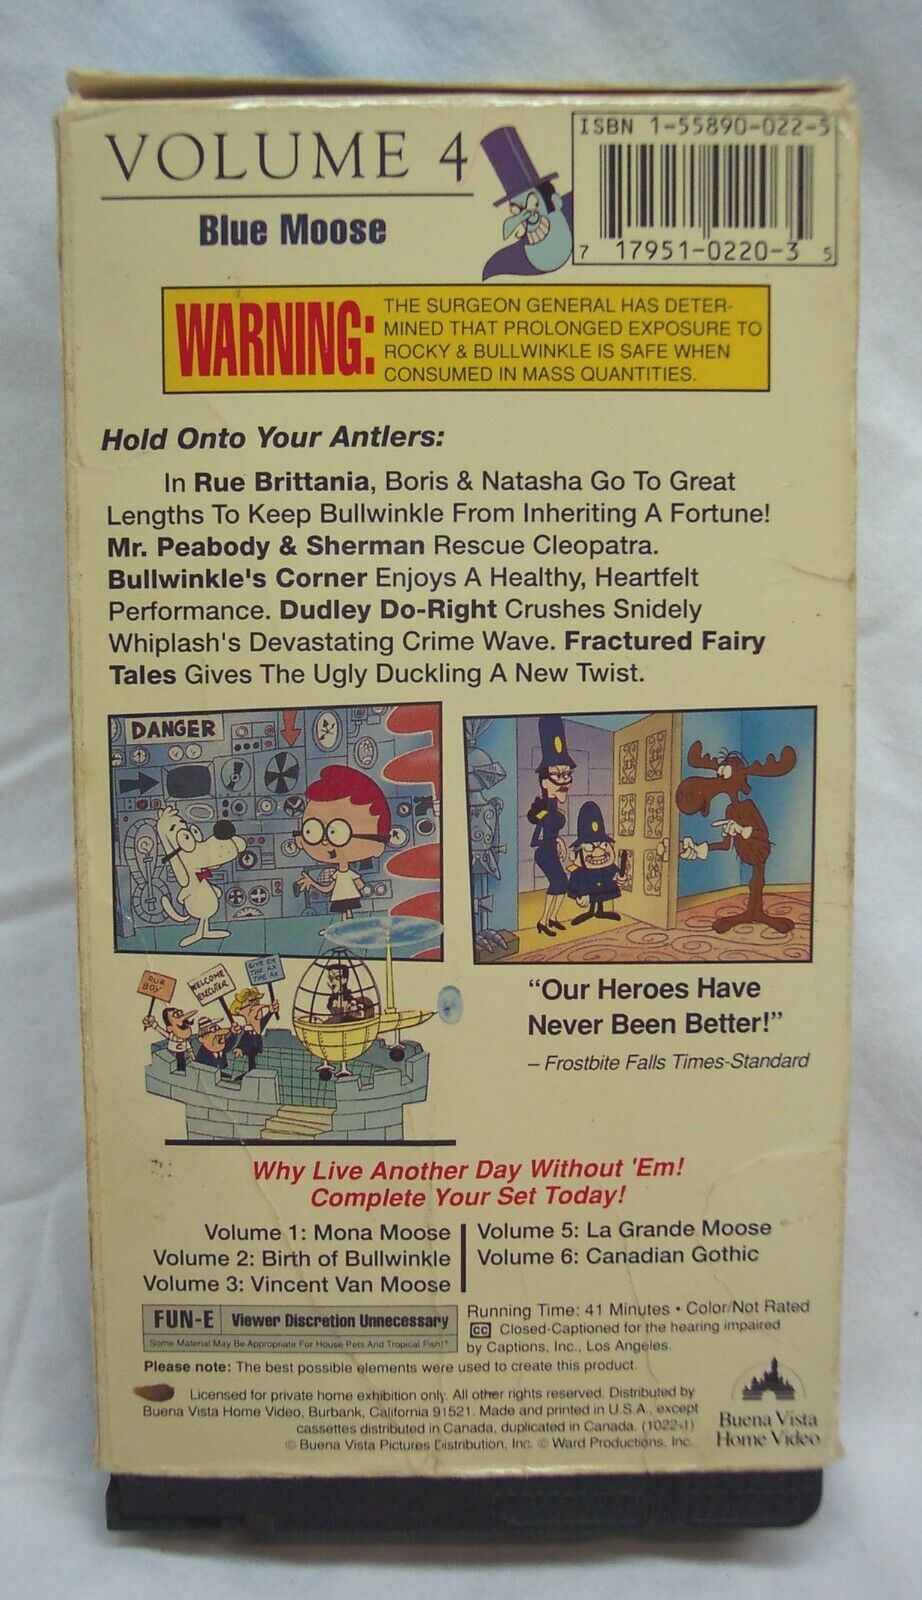 VOLUME 4
Blue Moose
ISBN 1-55890-022-5
7 17951-0220-3 5
WARNING:
THE SURGEON GENERAL HAS DETER-
MINED THAT PROLONGED EXPOSURE TO
ROCKY & BULLWINKLE IS SAFE WHEN
CONSUMED IN MASS QUANTITIES.
Hold Onto Your Antlers:
In Rue Brittania, Boris & Natasha Go To Great
Lengths To Keep Bullwinkle From Inheriting A Fortune!
Mr. Peabody & Sherman Rescue Cleopatra.
Bullwinkle's Corner Enjoys A Healthy, Heartfelt
Performance. Dudley Do-Right Crushes Snidely
Whiplash's Devastating Crime Wave. Fractured Fairy
Tales Gives The Ugly Duckling A New Twist.
DANGER
OUR
BOY
WELCOME
EXECUTER
GIVE EM
THE AX
THE AX
"Our Heroes Have
Never Been Better!"
– Frostbite Falls Times-Standard
Why Live Another Day Without 'Em!
Complete Your Set Today!
Volume 1: Mona Moose
Volume 2: Birth of Bullwinkle
Volume 3: Vincent Van Moose
Volume 5: La Grande Moose
Volume 6: Canadian Gothic
FUN-E
Viewer Discretion Unnecessary
Some Material May Be Appropriate For House Pets And Tropical Fish!™
Running Time: 41 Minutes • Color/Not Rated
CC Closed-Captioned for the hearing impaired
by Captions, Inc., Los Angeles.
Please note: The best possible elements were used to create this product.
Licensed for private home exhibition only. All other rights reserved. Distributed by
Buena Vista Home Video, Burbank, California 91521. Made and printed in U.S.A., except
cassettes distributed in Canada, duplicated in Canada. (1022-1)
© Buena Vista Pictures Distribution, Inc. © Ward Productions, Inc.
Buena Vista
Home Video